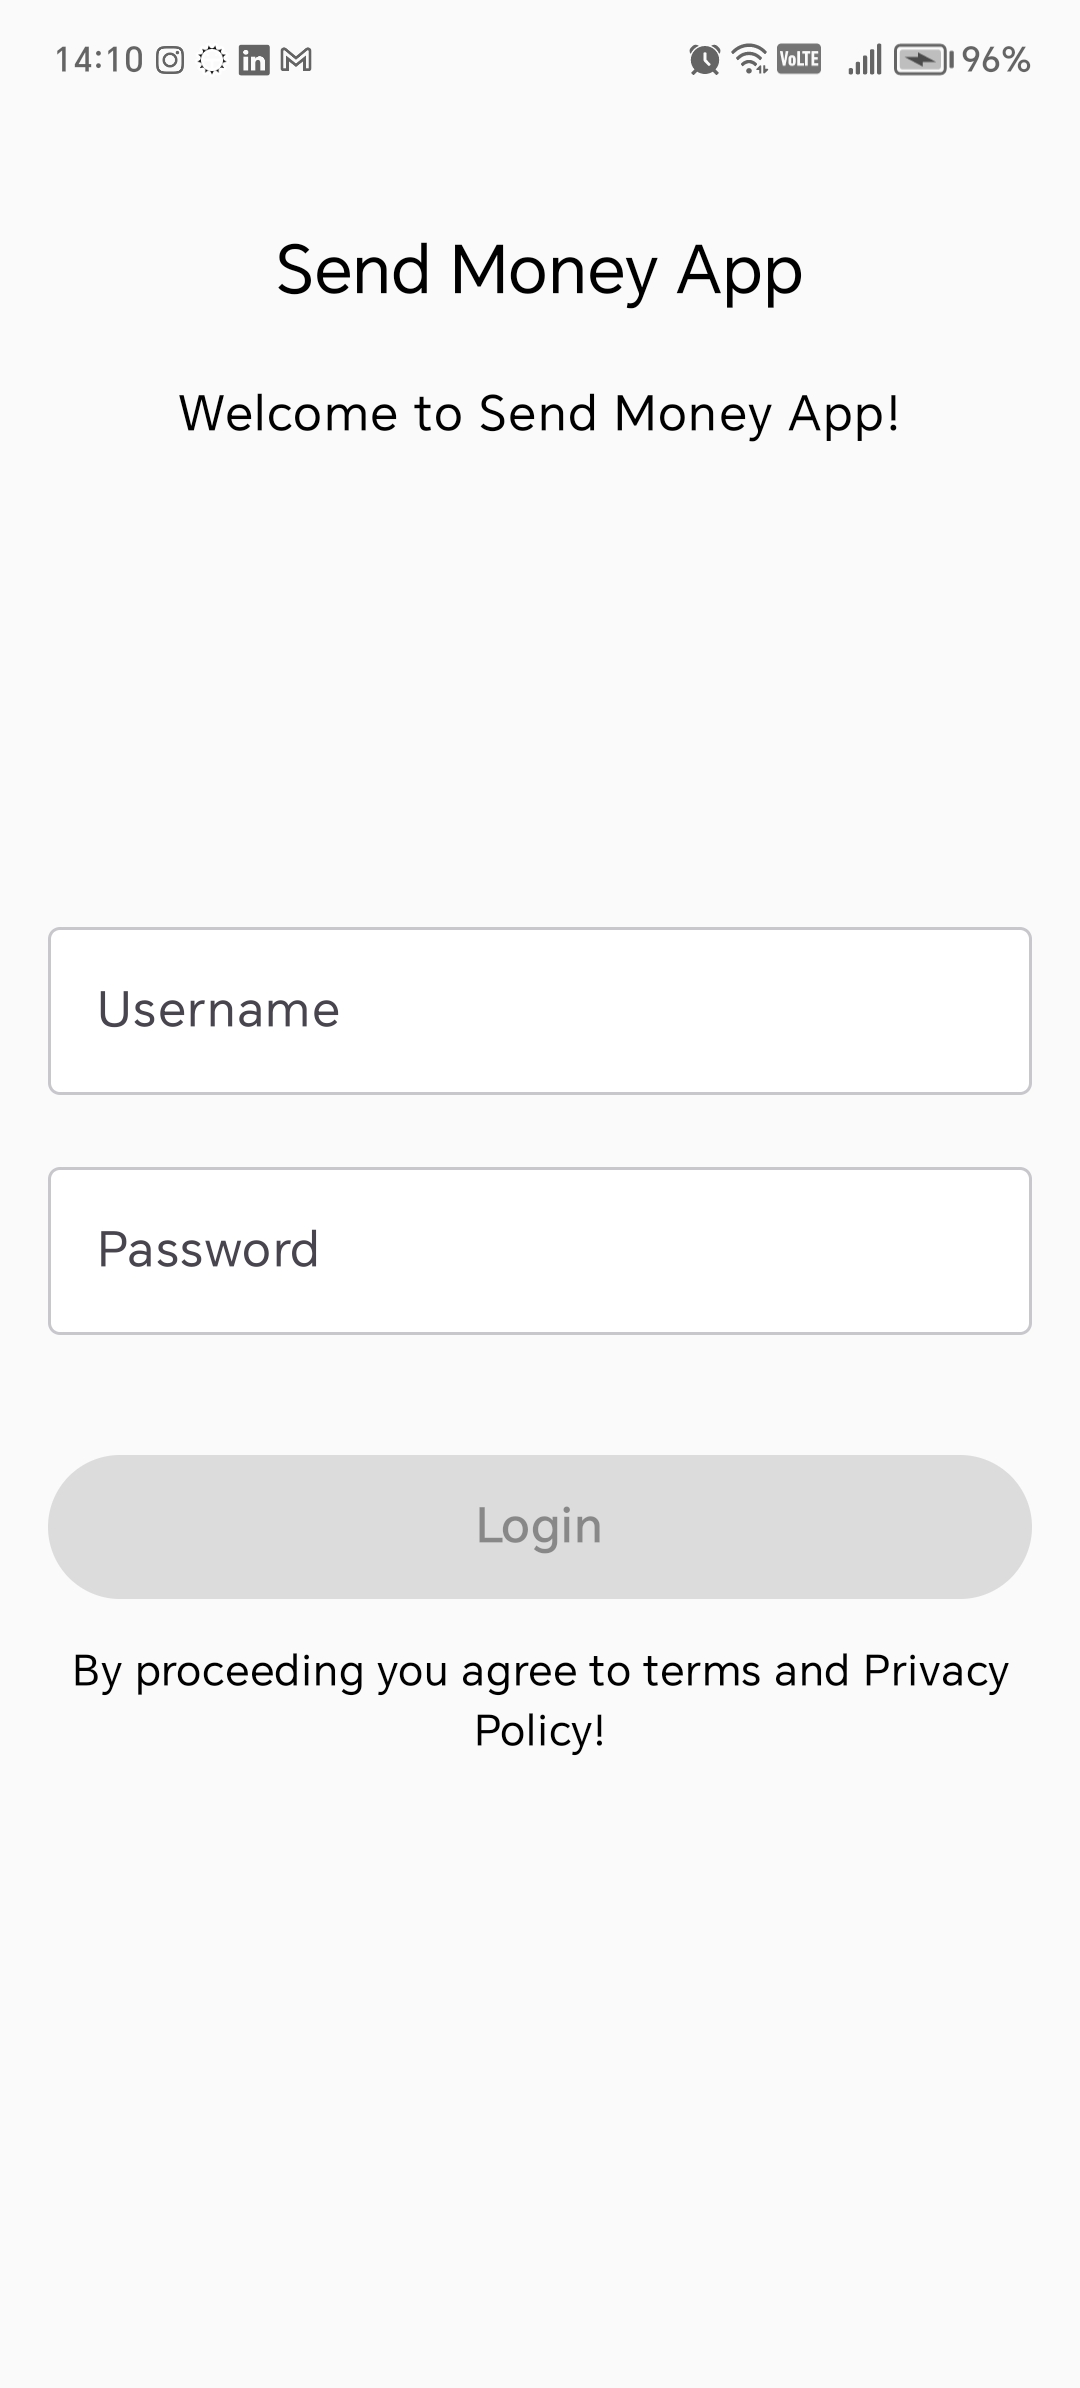 14:10 in VoLTE 96%
Send Money App
Welcome to Send Money App!
Username
Password
Login
By proceeding you agree to terms and Privacy
Policy!